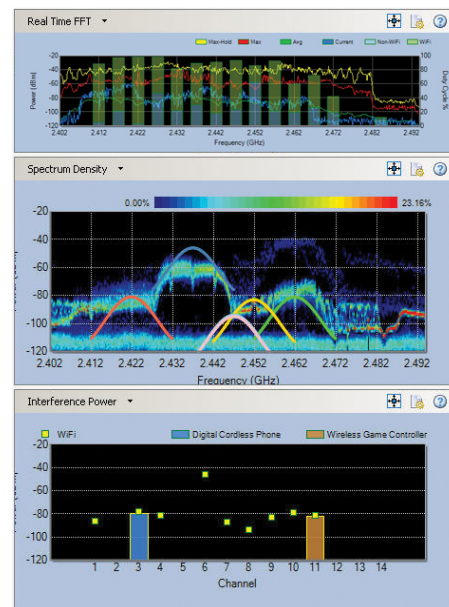 Real Time FFT
Max-Hold Max Avg Current Non-WiFi WiFi
Power (dBm)
-20
-40
-60
-80
-100
-120
100
80
60
40
20
0
Duty Cycle %
2.402 2.412 2.422 2.432 2.442 2.452 2.462 2.472 2.482 2.492
Frequency (GHz)
Spectrum Density
0.00% 23.16%
-20
-40
-60
-80
-100
-120
2.402 2.412 2.422 2.432 2.442 2.452 2.462 2.472 2.482 2.492
Frequency (GHz)
Interference Power
WiFi Digital Cordless Phone Wireless Game Controller
-20
-40
-60
-80
-100
-120
1 2 3 4 5 6 7 8 9 10 11 12 13 14
Channel